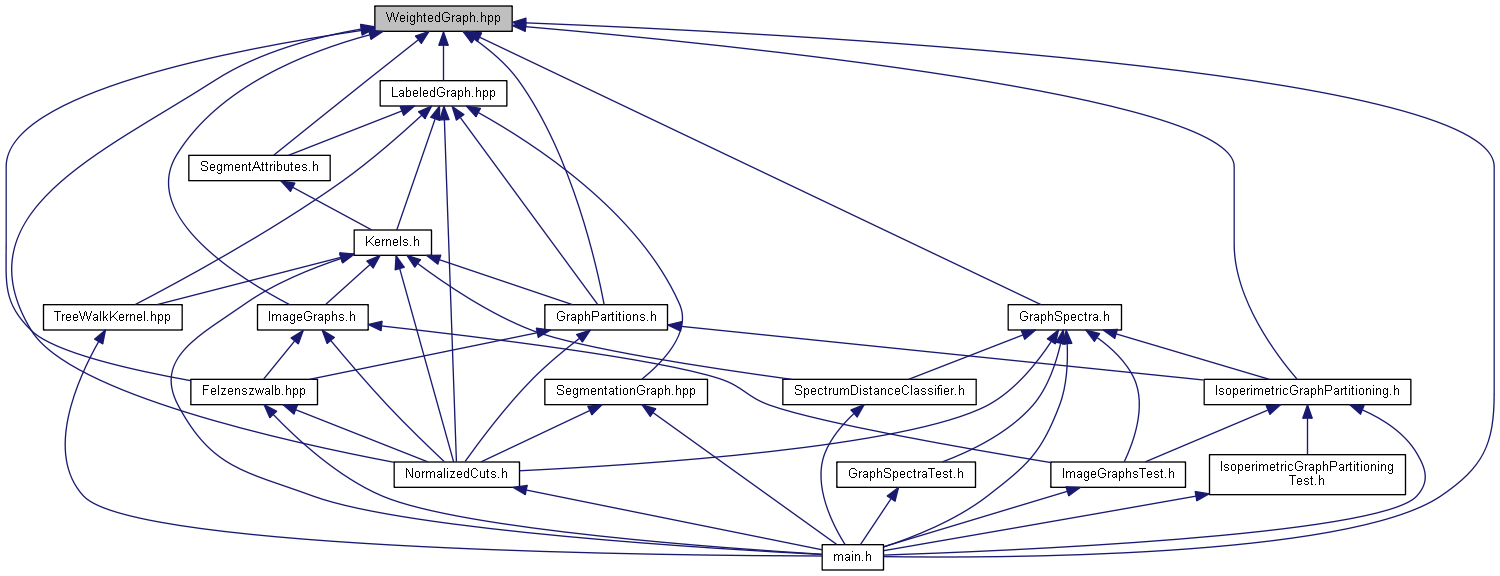 WeightedGraph.hpp
LabeledGraph.hpp
SegmentAttributes.h
Kernels.h
TreeWalkKernel.hpp
ImageGraphs.h
GraphPartitions.h
GraphSpectra.h
Felzenszwalb.hpp
SegmentationGraph.hpp
SpectrumDistanceClassifier.h
IsoperimetricGraphPartitioning.h
NormalizedCuts.h
GraphSpectraTest.h
ImageGraphsTest.h
IsoperimetricGraphPartitioning
Test.h
main.h